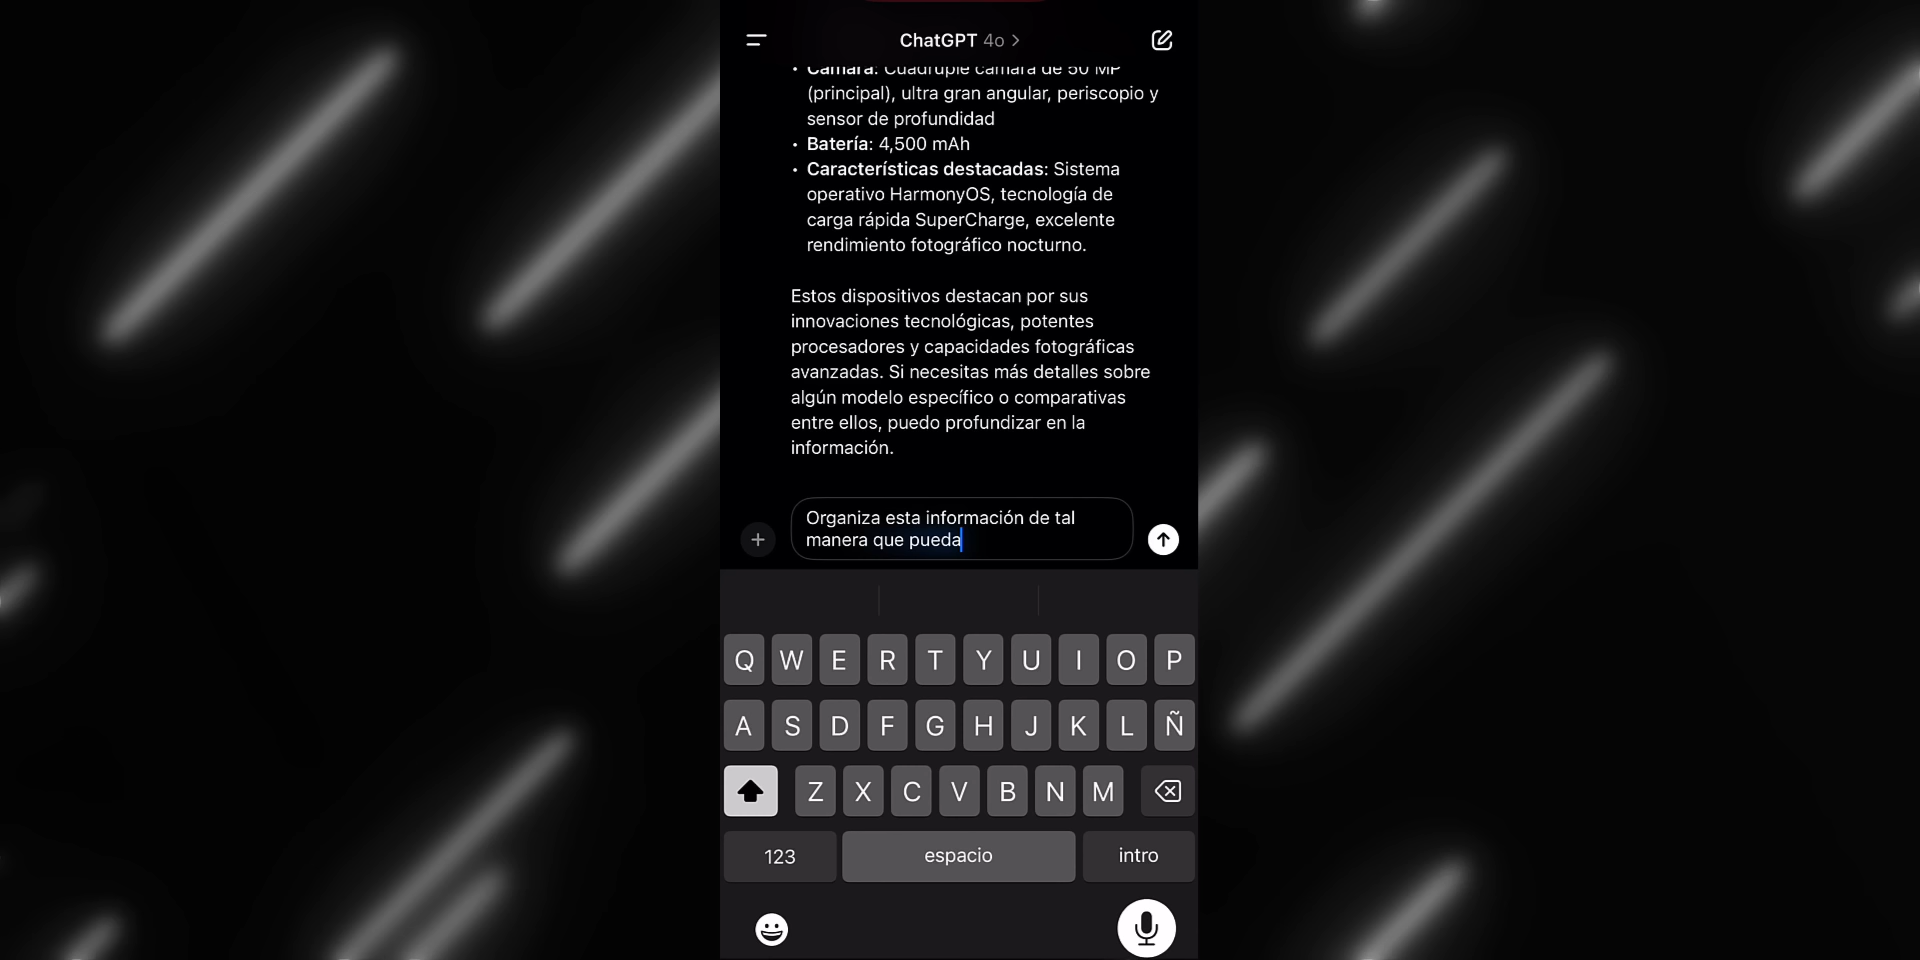 ChatGPT 4o >
• Cámara: Cuádruple cámara de 50 MP
(principal), ultra gran angular, periscopio y
sensor de profundidad
• Batería: 4,500 mAh
• Características destacadas: Sistema
operativo HarmonyOS, tecnología de
carga rápida SuperCharge, excelente
rendimiento fotográfico nocturno.
Estos dispositivos destacan por sus
innovaciones tecnológicas, potentes
procesadores y capacidades fotográficas
avanzadas. Si necesitas más detalles sobre
algún modelo específico o comparativas
entre ellos, puedo profundizar en la
información.
Organiza esta información de tal
manera que pueda
Q W E R T Y U I O P
A S D F G H J K L Ñ
Z X C V B N M
123 espacio intro